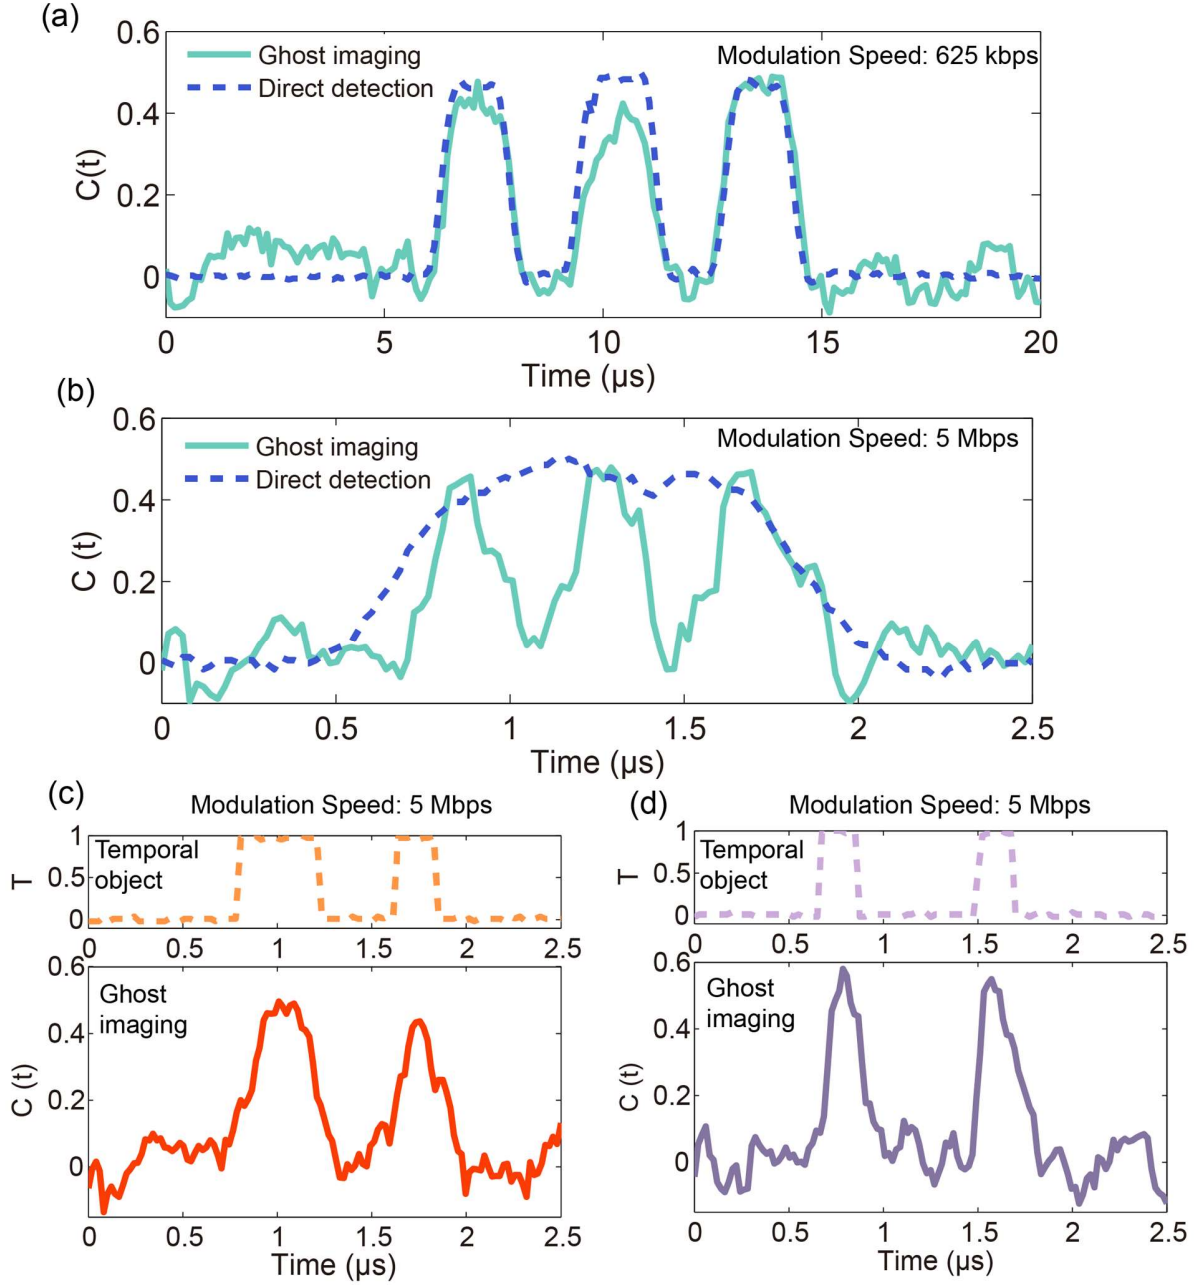 (a)
0.6
Ghost imaging
Modulation Speed: 625 kbps
Direct detection
0.4
C(t)
0.2
0
0 5 10 15 20
Time (µs)
(b)
0.6
Ghost imaging
Modulation Speed: 5 Mbps
Direct detection
0.4
C (t)
0.2
0
0 0.5 1 1.5 2 2.5
Time (µs)
(c)
Modulation Speed: 5 Mbps
1
Temporal
object
T
0.5
0
0 0.5 1 1.5 2 2.5
0.6
Ghost
imaging
0.4
C (t)
0.2
0
0 0.5 1 1.5 2 2.5
Time (µs)
(d)
Modulation Speed: 5 Mbps
1
Temporal
object
T
0.5
0
0 0.5 1 1.5 2 2.5
0.6
Ghost
imaging
0.4
C (t)
0.2
0
0 0.5 1 1.5 2 2.5
Time (µs)